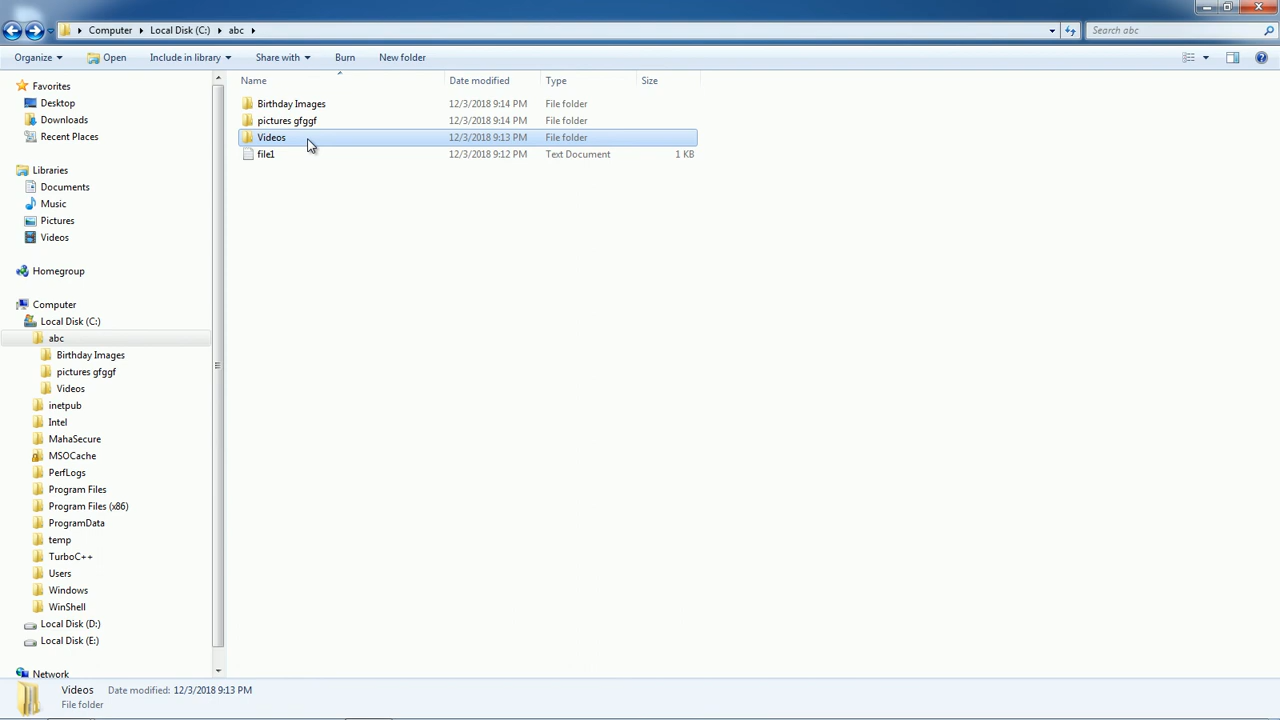 Computer Local Disk (C:) abc Search abc
Organize Open Include in library Share with Burn New folder
Name Date modified Type Size
Birthday Images 12/3/2018 9:14 PM File folder
pictures gfggf 12/3/2018 9:14 PM File folder
Videos 12/3/2018 9:13 PM File folder
file1 12/3/2018 9:12 PM Text Document 1 KB
Favorites
Desktop
Downloads
Recent Places
Libraries
Documents
Music
Pictures
Videos
Homegroup
Computer
Local Disk (C:)
abc
Birthday Images
pictures gfggf
Videos
inetpub
Intel
MahaSecure
MSOCache
PerfLogs
Program Files
Program Files (x86)
ProgramData
temp
TurboC++
Users
Windows
WinShell
Local Disk (D:)
Local Disk (E:)
Network
Videos Date modified: 12/3/2018 9:13 PM
File folder